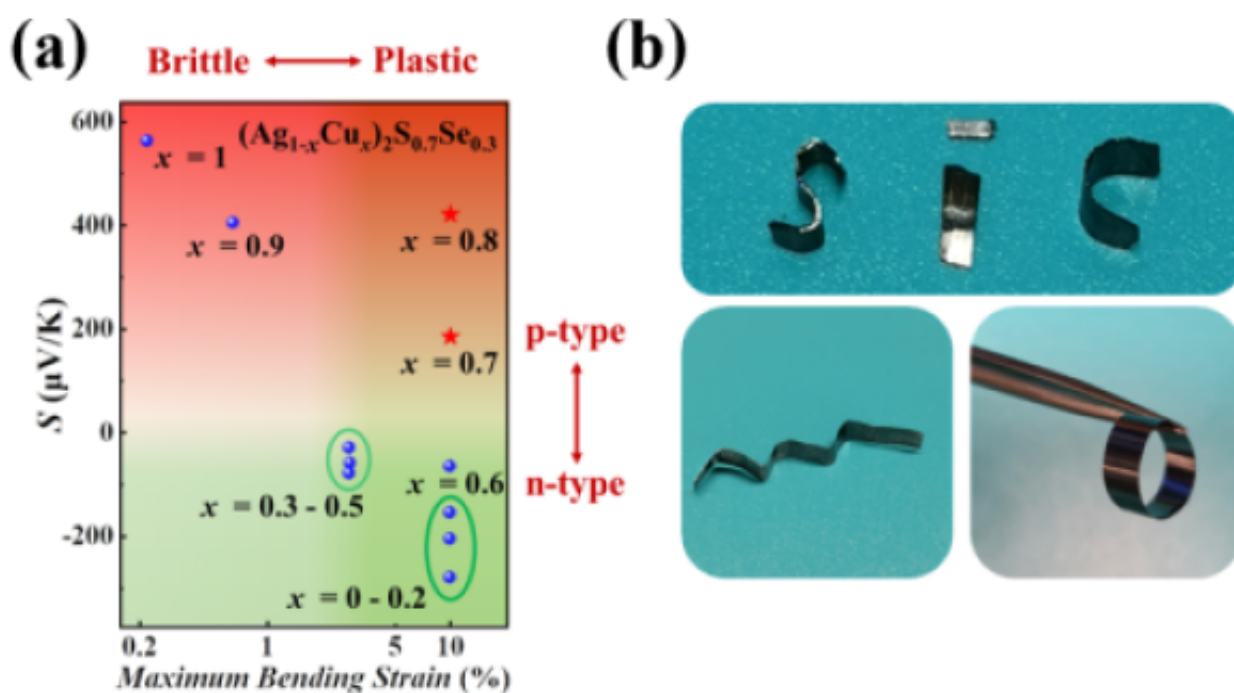 (a)
Brittle ⟷ Plastic
(Ag₁₋ₓCuₓ)₂S₀.₇Se₀.₃
600
x = 1
400
x = 0.9
x = 0.8
200
x = 0.7
p-type
0
n-type
x = 0.6
x = 0.3 - 0.5
-200
x = 0 - 0.2
S (μV/K)
0.2 1 5 10
Maximum Bending Strain (%)
(b)
S i C